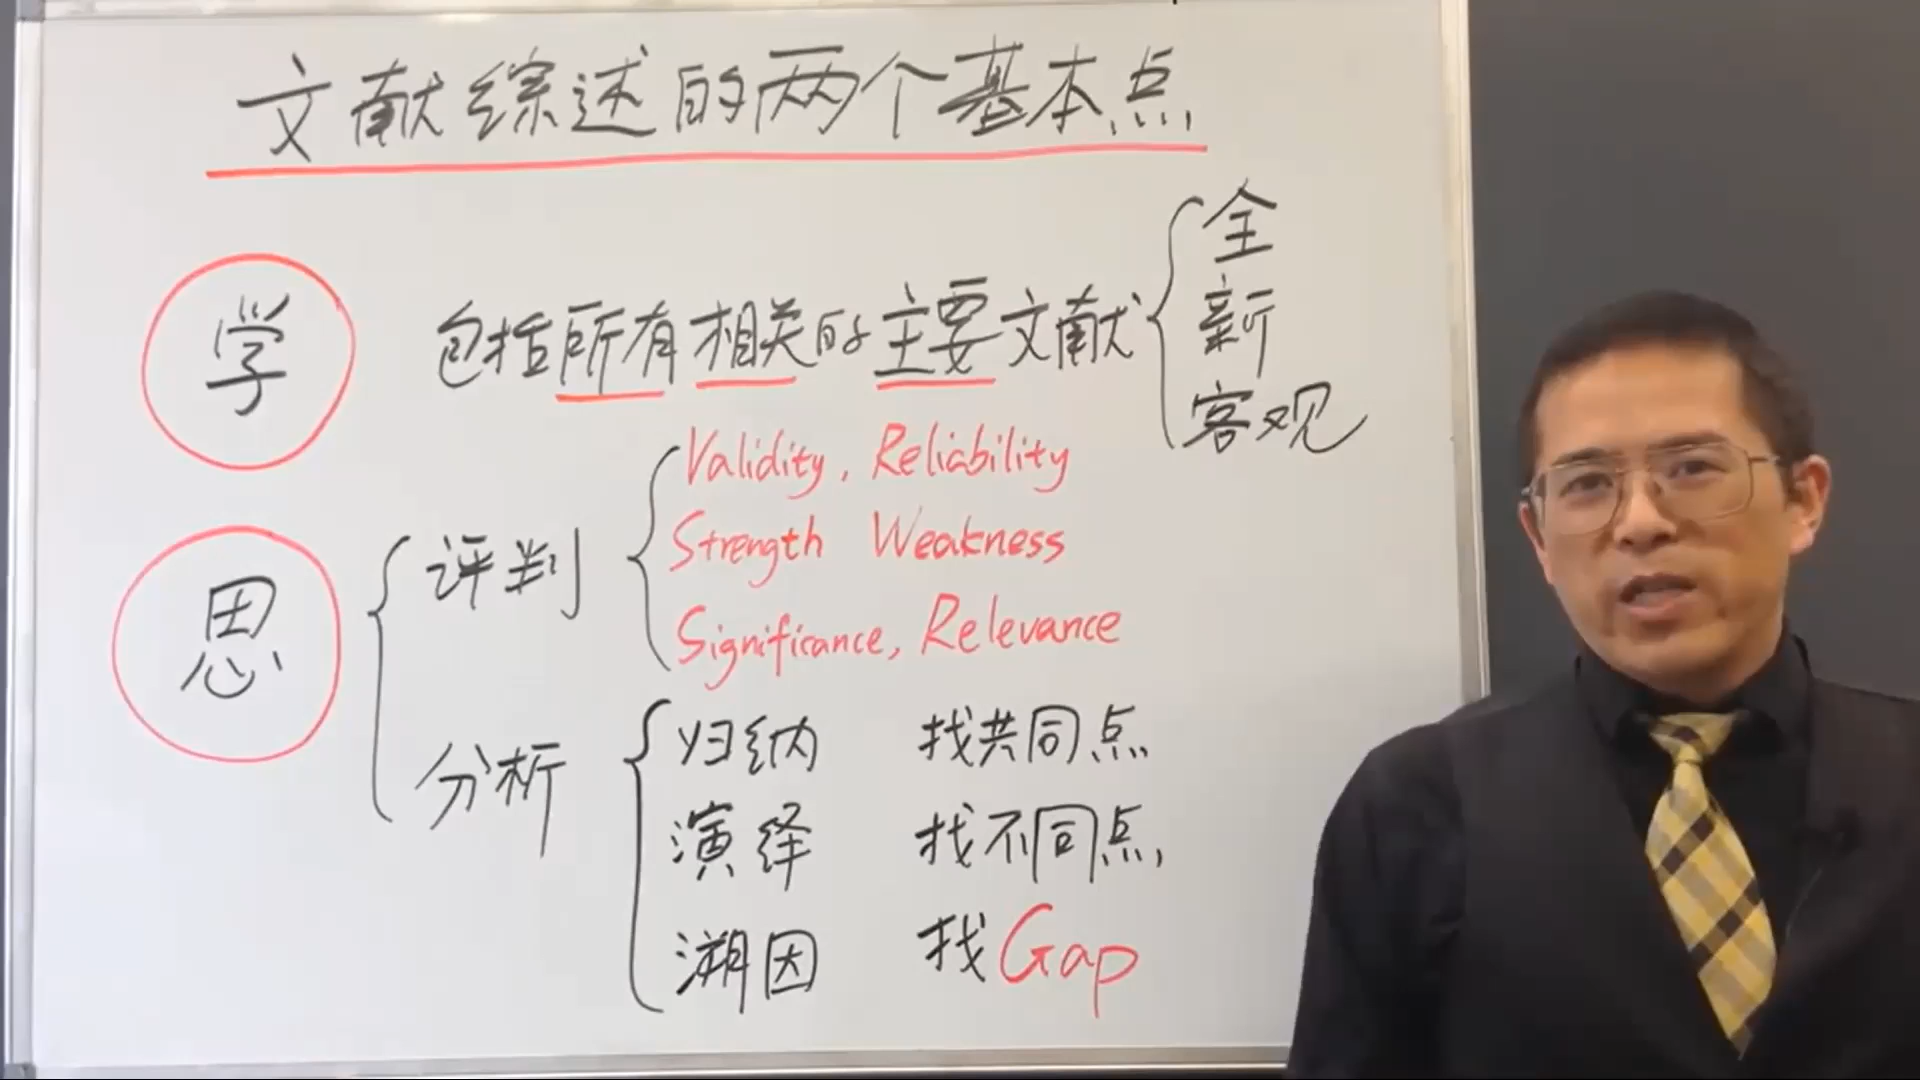 文献综述的两个基本点
学
包括所有相关的主要文献
全
新
客观
思
评判
Validity, Reliability
Strength Weakness
Significance, Relevance
分析
归纳 找共同点
演绎 找不同点
溯因 找Gap